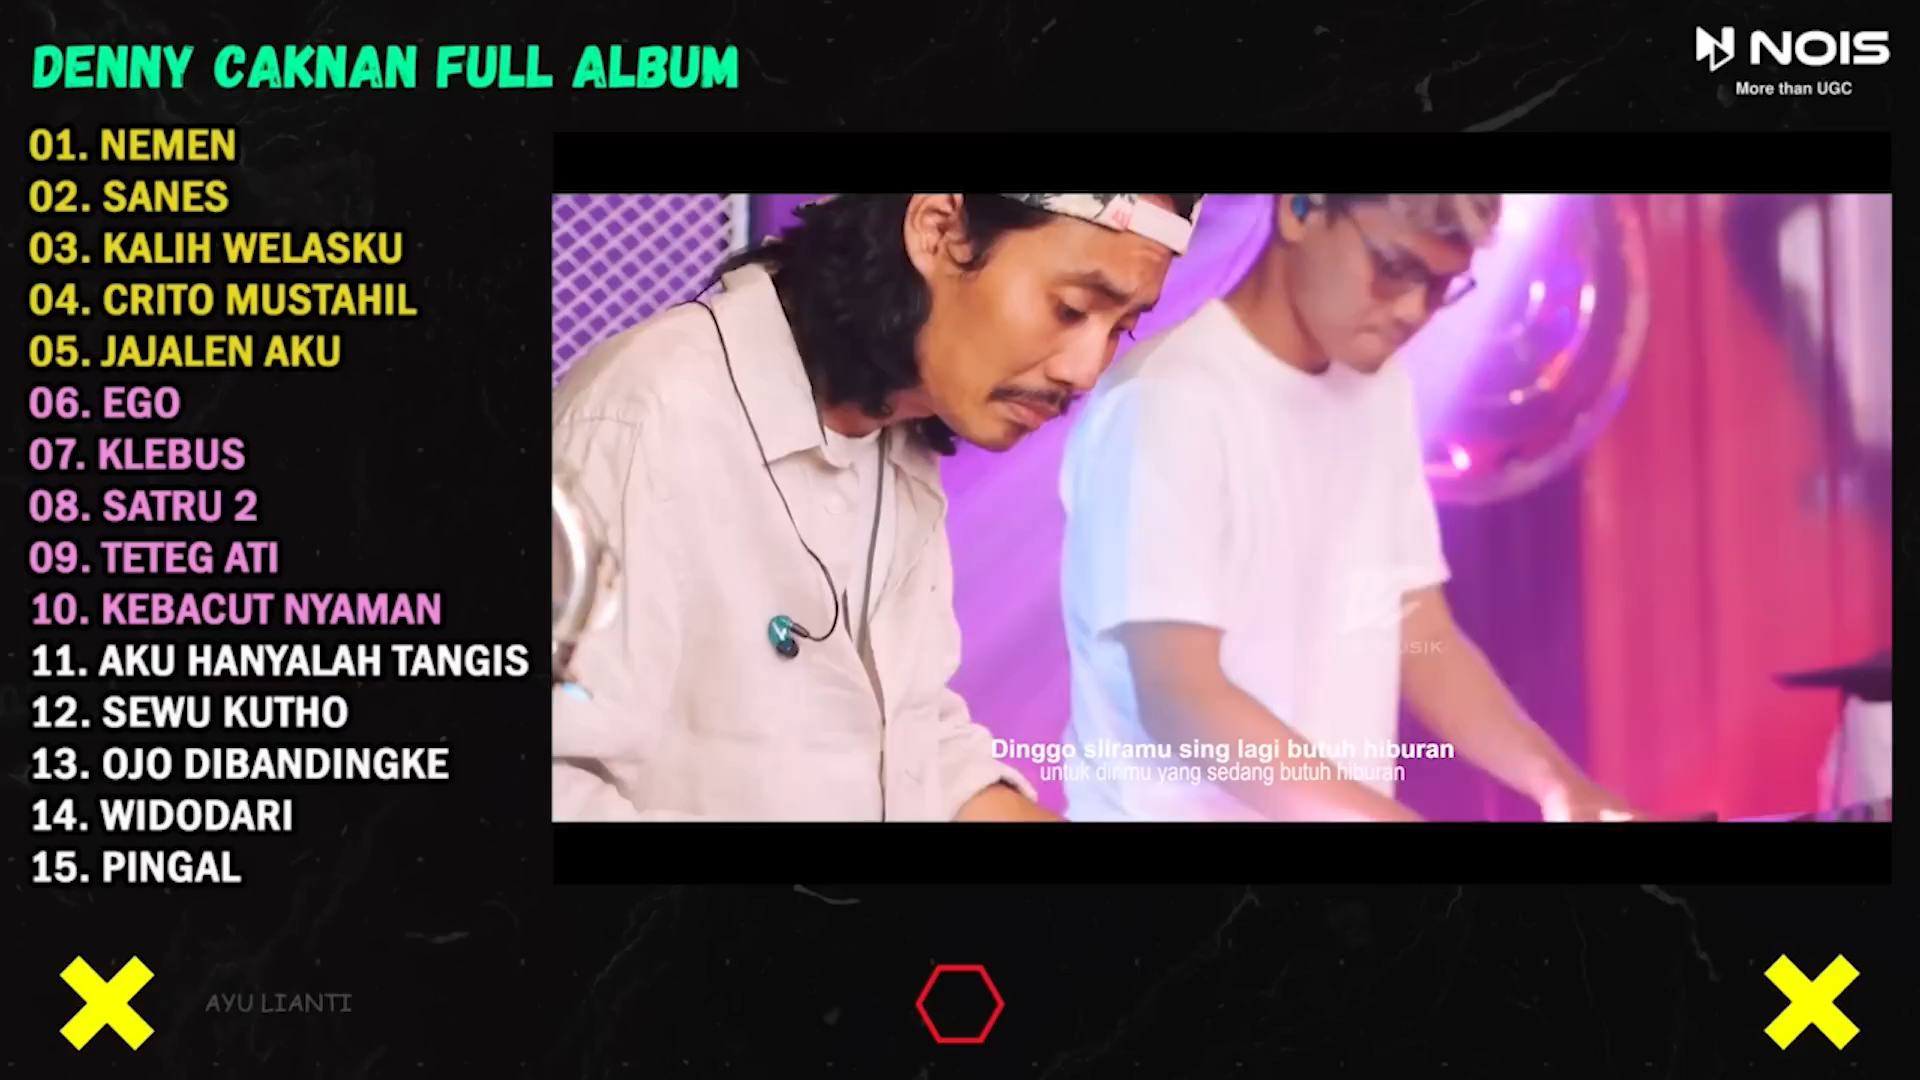 DENNY CAKNAN FULL ALBUM
NOIS
More than UGC
01. NEMEN
02. SANES
03. KALIH WELASKU
04. CRITO MUSTAHIL
05. JAJALEN AKU
06. EGO
07. KLEBUS
08. SATRU 2
09. TETEG ATI
10. KEBACUT NYAMAN
11. AKU HANYALAH TANGIS
12. SEWU KUTHO
13. OJO DIBANDINGKE
14. WIDODARI
15. PINGAL
Dinggo sliramu sing lagi butuh hiburan
untuk dirimu yang sedang butuh hiburan
AYU LIANTI